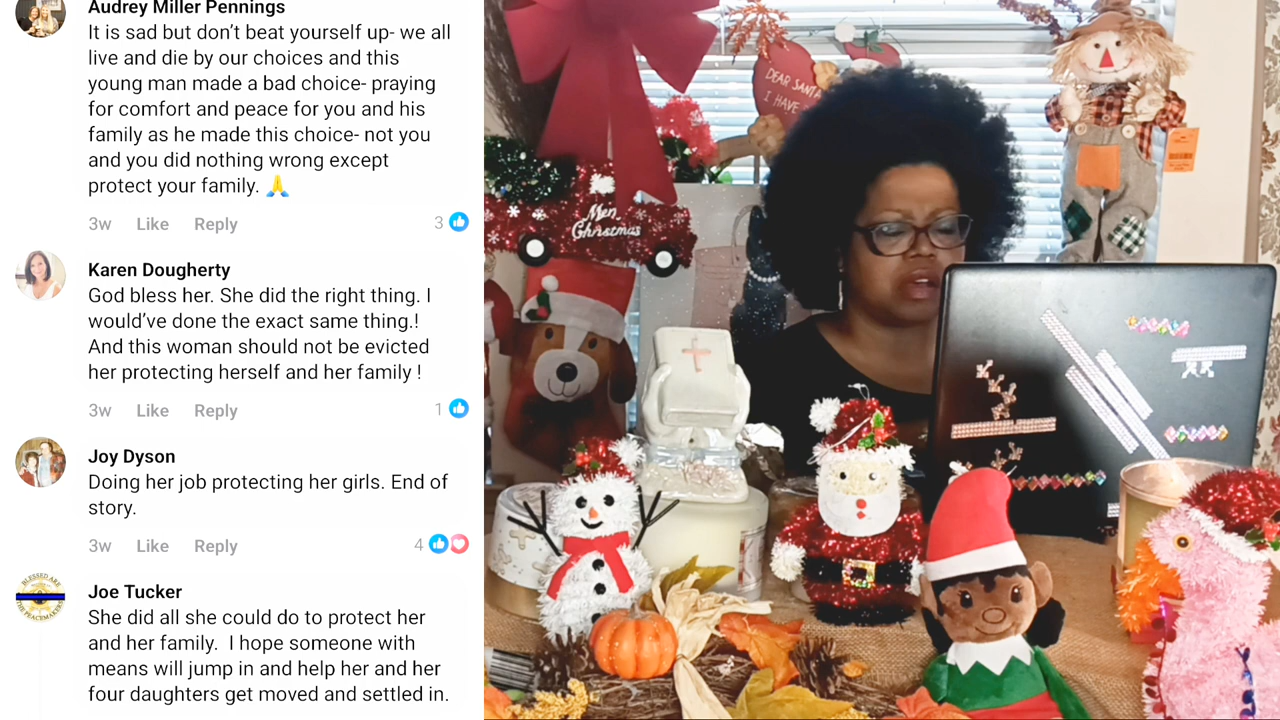 Audrey Miller Pennings
It is sad but don't beat yourself up- we all
live and die by our choices and this
young man made a bad choice- praying
for comfort and peace for you and his
family as he made this choice- not you
and you did nothing wrong except
protect your family. 🙏
3w Like Reply 3
Karen Dougherty
God bless her. She did the right thing. I
would've done the exact same thing.!
And this woman should not be evicted
her protecting herself and her family !
3w Like Reply 1
Joy Dyson
Doing her job protecting her girls. End of
story.
3w Like Reply 4
BLESSED ARE
THE PEACEMAKERS
Joe Tucker
She did all she could do to protect her
and her family.  I hope someone with
means will jump in and help her and her
four daughters get moved and settled in.
DEAR SANTA
I HAVE
Christmas